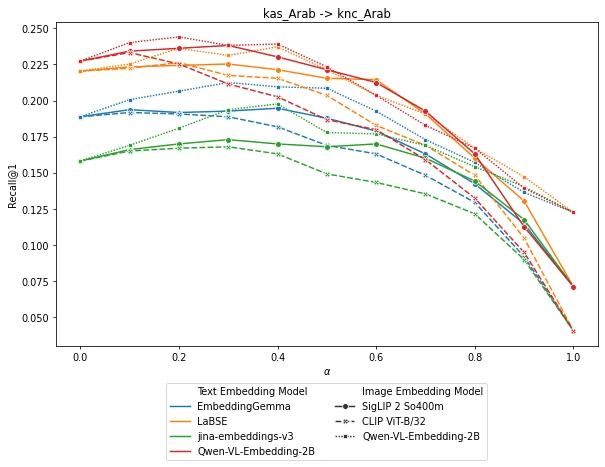 kas_Arab -> knc_Arab
0.250
0.225
0.200
0.175
0.150
0.125
0.100
0.075
0.050
Recall@1
0.0 0.2 0.4 0.6 0.8 1.0
α
Text Embedding Model Image Embedding Model
EmbeddingGemma SigLIP 2 So400m
LaBSE CLIP ViT-B/32
jina-embeddings-v3 Qwen-VL-Embedding-2B
Qwen-VL-Embedding-2B